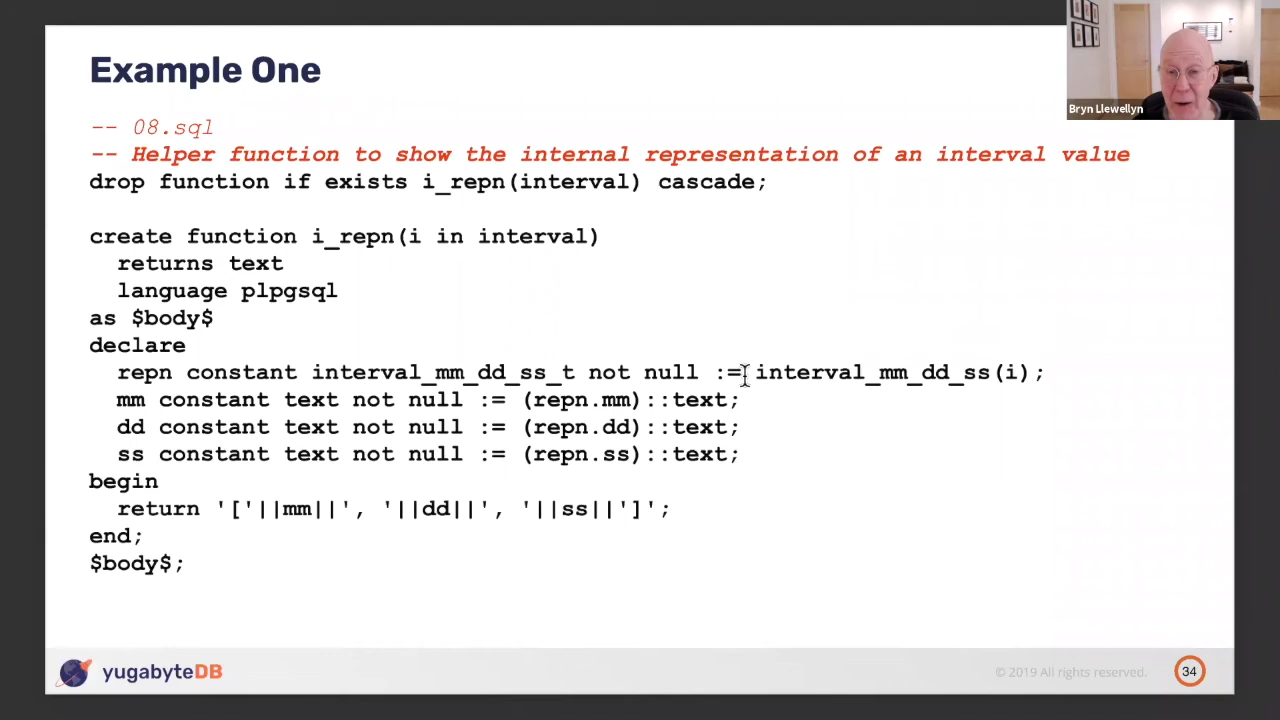 Example One
Bryn Llewellyn
-- 08.sql
-- Helper function to show the internal representation of an interval value
drop function if exists i_repn(interval) cascade;
create function i_repn(i in interval)
returns text
language plpgsql
as $body$
declare
repn constant interval_mm_dd_ss_t not null := interval_mm_dd_ss(i);
mm constant text not null := (repn.mm)::text;
dd constant text not null := (repn.dd)::text;
ss constant text not null := (repn.ss)::text;
begin
return '['||mm||', '||dd||', '||ss||']';
end;
$body$;
yugabyteDB
© 2019 All rights reserved.
34